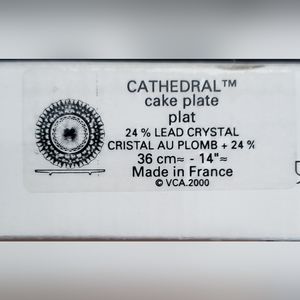 CATHEDRAL™
cake plate
plat
24 % LEAD CRYSTAL
CRISTAL AU PLOMB + 24 %
36 cm≈ - 14"≈
Made in France
© VCA.2000